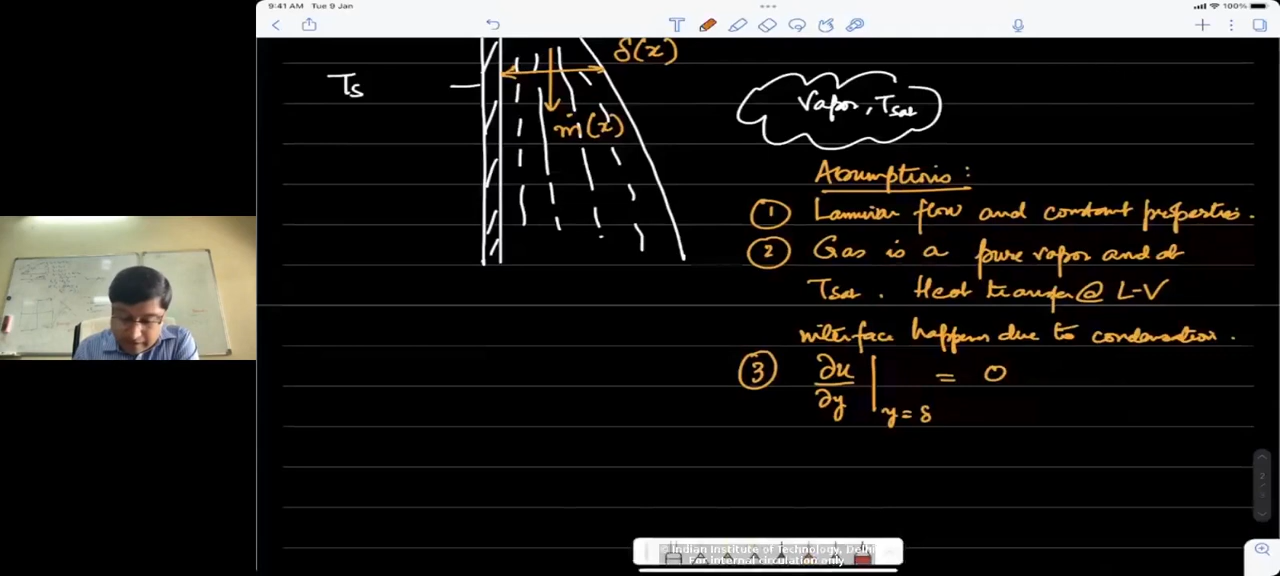 9:41 AM Tue 9 Jan
100%
T
δ(x)
Ts
ṁ(x)
Vapor, Tsat
Assumptions :
① Laminar flow and constant properties.
② Gas is a pure vapor and at
Tsat . Heat transfer @ L-V
interface happens due to condensation .
③ ∂u/∂y | y=δ = 0
2
© Indian Institute of Technology, Delhi
For Internal circulation only